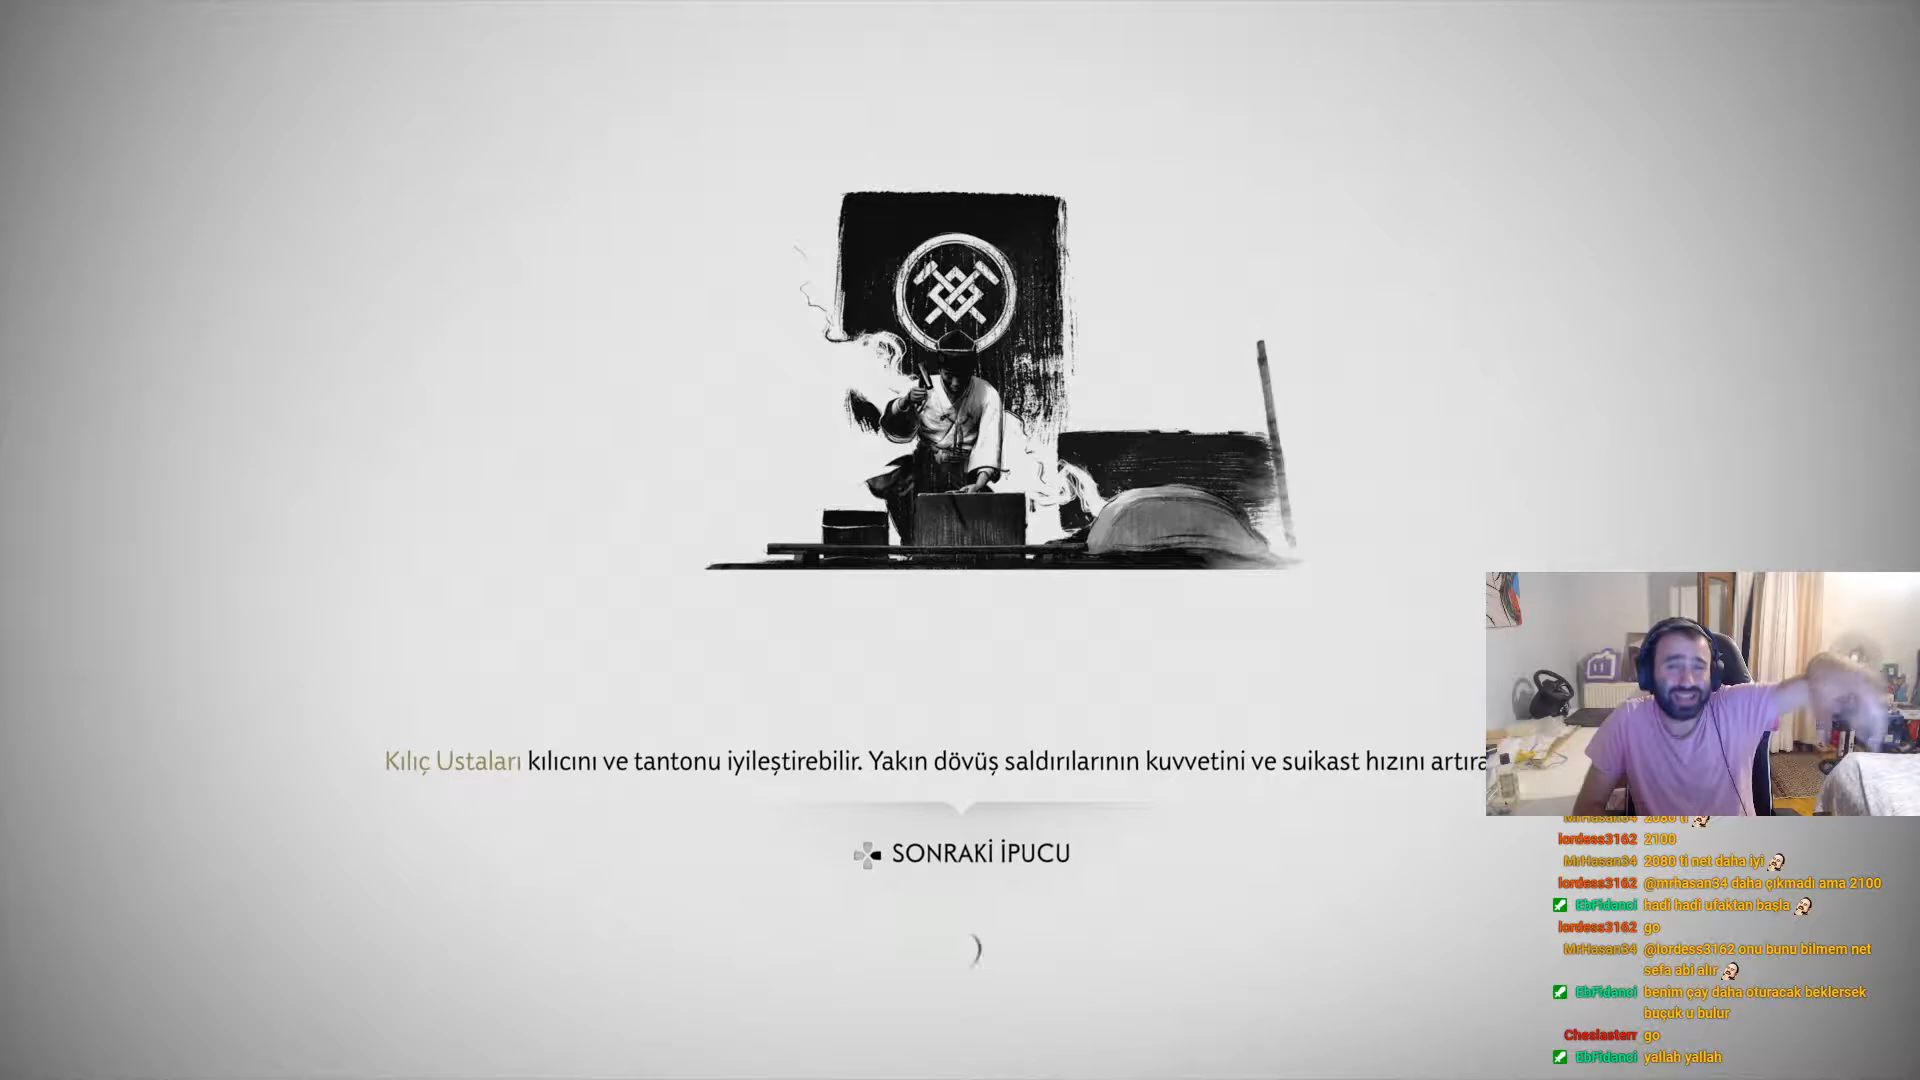 Kılıç Ustaları kılıcını ve tantonu iyileştirebilir. Yakın dövüş saldırılarının kuvvetini ve suikast hızını artıra
SONRAKİ İPUCU
MrHasan34 2080 ti
lordess3162 2100
MrHasan34 2080 ti net daha iyi
lordess3162 @mrhasan34 daha çıkmadı ama 2100
EbFidanci hadi hadi ufaktan başla
lordess3162 go
MrHasan34 @lordess3162 onu bunu bilmem net
sefa abi alır
EbFidanci benim çay daha oturacak beklersek
buçuk u bulur
Cheslasterr go
EbFidanci yallah yallah